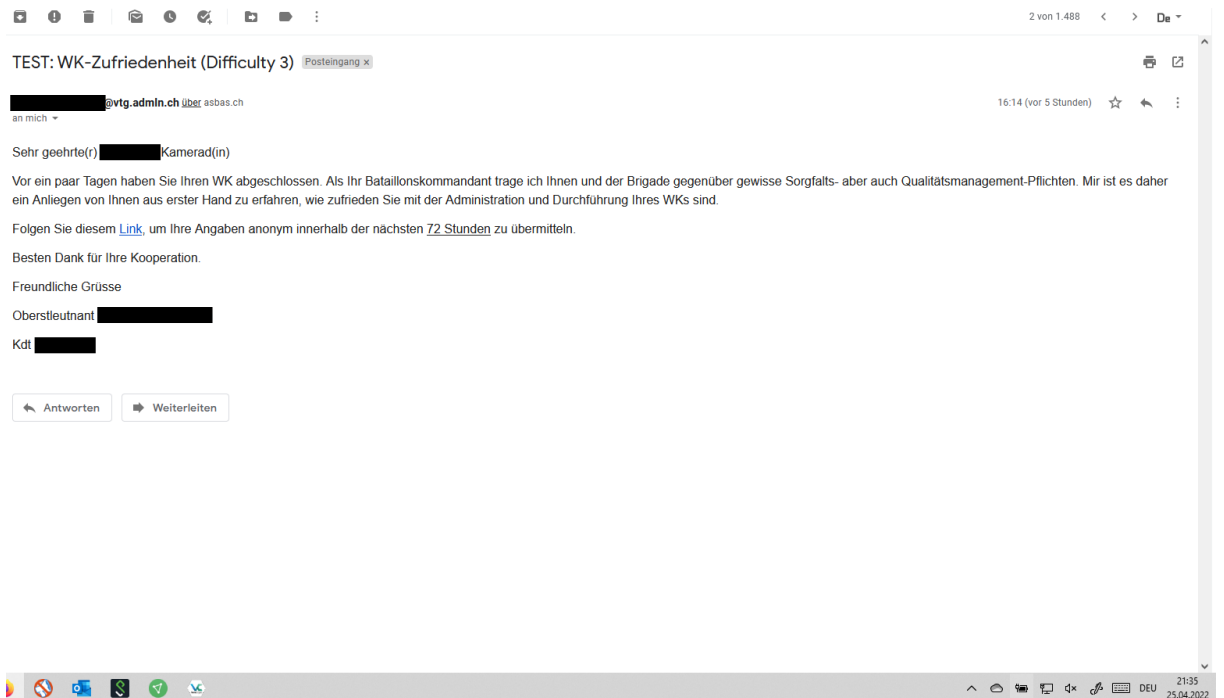 2 von 1.488
De
TEST: WK-Zufriedenheit (Difficulty 3) Posteingang x
@vtg.admin.ch über asbas.ch
16:14 (vor 5 Stunden)
an mich
Sehr geehrte(r) Kamerad(in)
Vor ein paar Tagen haben Sie Ihren WK abgeschlossen. Als Ihr Bataillonskommandant trage ich Ihnen und der Brigade gegenüber gewisse Sorgfalts- aber auch Qualitätsmanagement-Pflichten. Mir ist es daher
ein Anliegen von Ihnen aus erster Hand zu erfahren, wie zufrieden Sie mit der Administration und Durchführung Ihres WKs sind.
Folgen Sie diesem Link, um Ihre Angaben anonym innerhalb der nächsten 72 Stunden zu übermitteln.
Besten Dank für Ihre Kooperation.
Freundliche Grüsse
Oberstleutnant
Kdt
Antworten Weiterleiten
DEU
21:35
25.04.2022